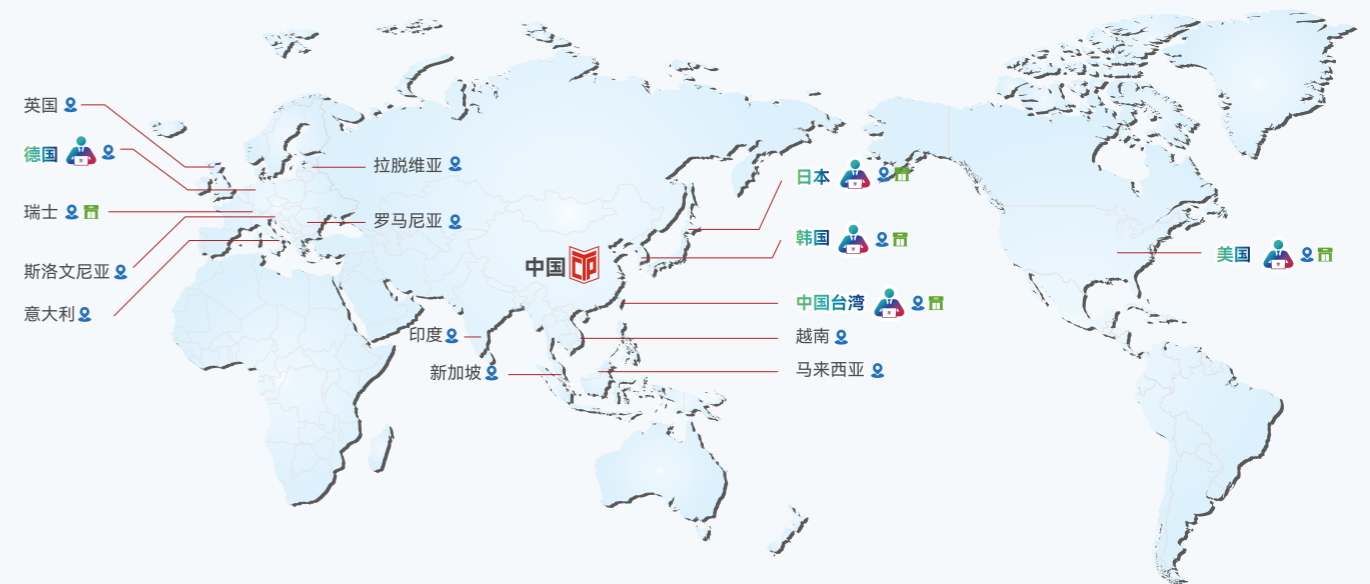 英国
德国
瑞士
斯洛文尼亚
意大利
拉脱维亚
罗马尼亚
中国
CP
印度
新加坡
日本
韩国
中国台湾
越南
马来西亚
美国